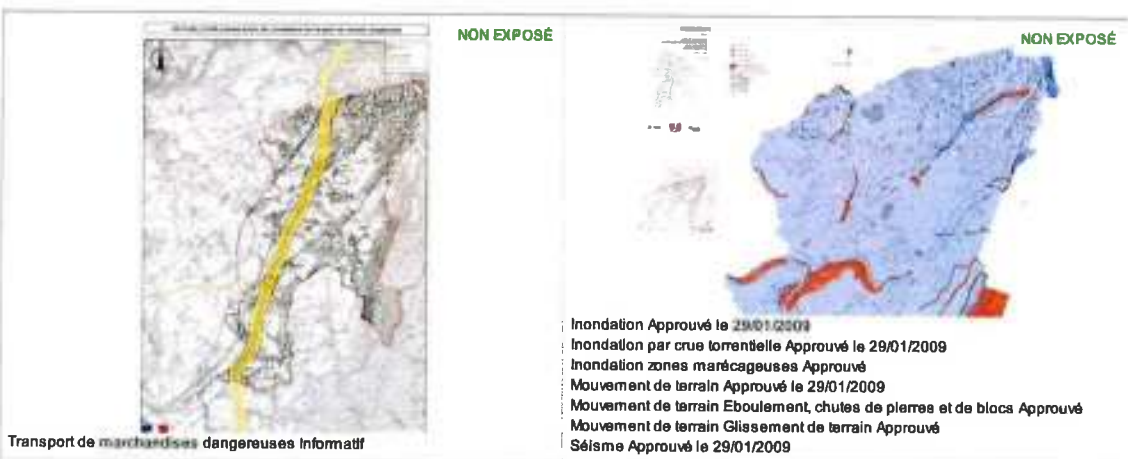 NON EXPOSÉ
Transport de marchandises dangereuses Informatif
NON EXPOSÉ
Inondation Approuvé le 29/01/2009
Inondation par crue torrentielle Approuvé le 29/01/2009
Inondation zones marécageuses Approuvé
Mouvement de terrain Approuvé le 29/01/2009
Mouvement de terrain Eboulement, chutes de pierres et de blocs Approuvé
Mouvement de terrain Glissement de terrain Approuvé
Séisme Approuvé le 29/01/2009